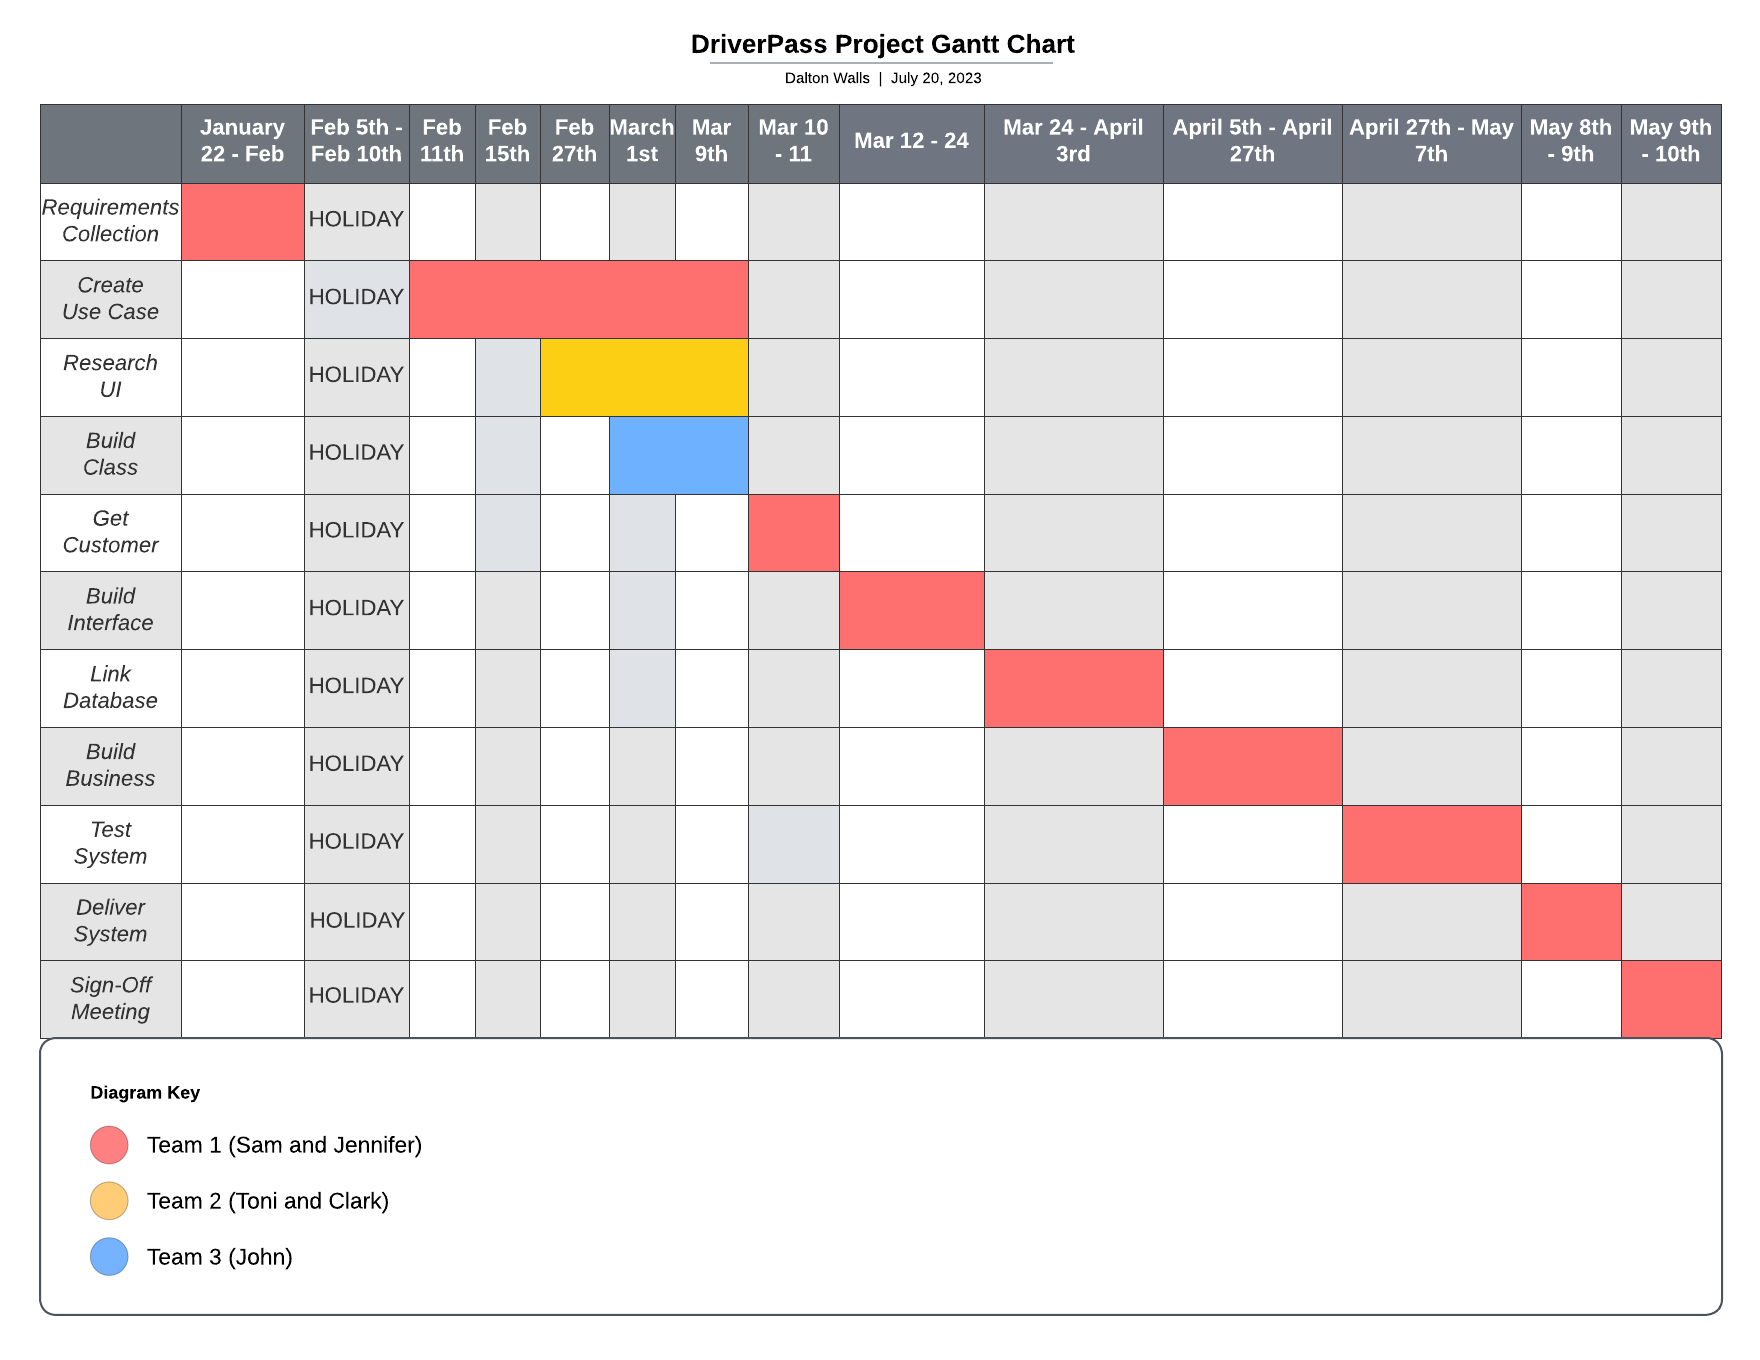 DriverPass Project Gantt Chart
Dalton Walls | July 20, 2023
January
22 - Feb
Feb 5th -
Feb 10th
Feb
11th
Feb
15th
Feb
27th
March
1st
Mar
9th
Mar 10
- 11
Mar 12 - 24
Mar 24 - April
3rd
April 5th - April
27th
April 27th - May
7th
May 8th
- 9th
May 9th
- 10th
Requirements
Collection
HOLIDAY
Create
Use Case
HOLIDAY
Research
UI
HOLIDAY
Build
Class
HOLIDAY
Get
Customer
HOLIDAY
Build
Interface
HOLIDAY
Link
Database
HOLIDAY
Build
Business
HOLIDAY
Test
System
HOLIDAY
Deliver
System
HOLIDAY
Sign-Off
Meeting
HOLIDAY
Diagram Key
Team 1 (Sam and Jennifer)
Team 2 (Toni and Clark)
Team 3 (John)